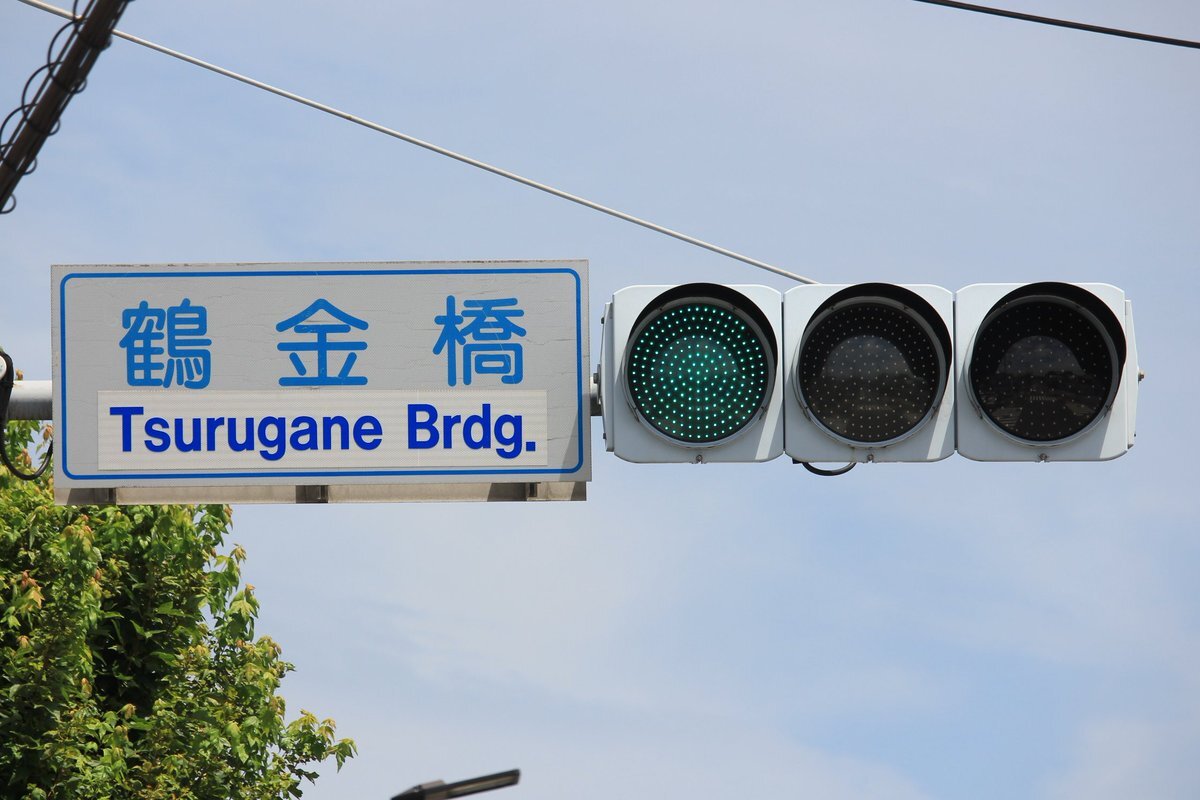 鶴金橋
Tsurugane Brdg.